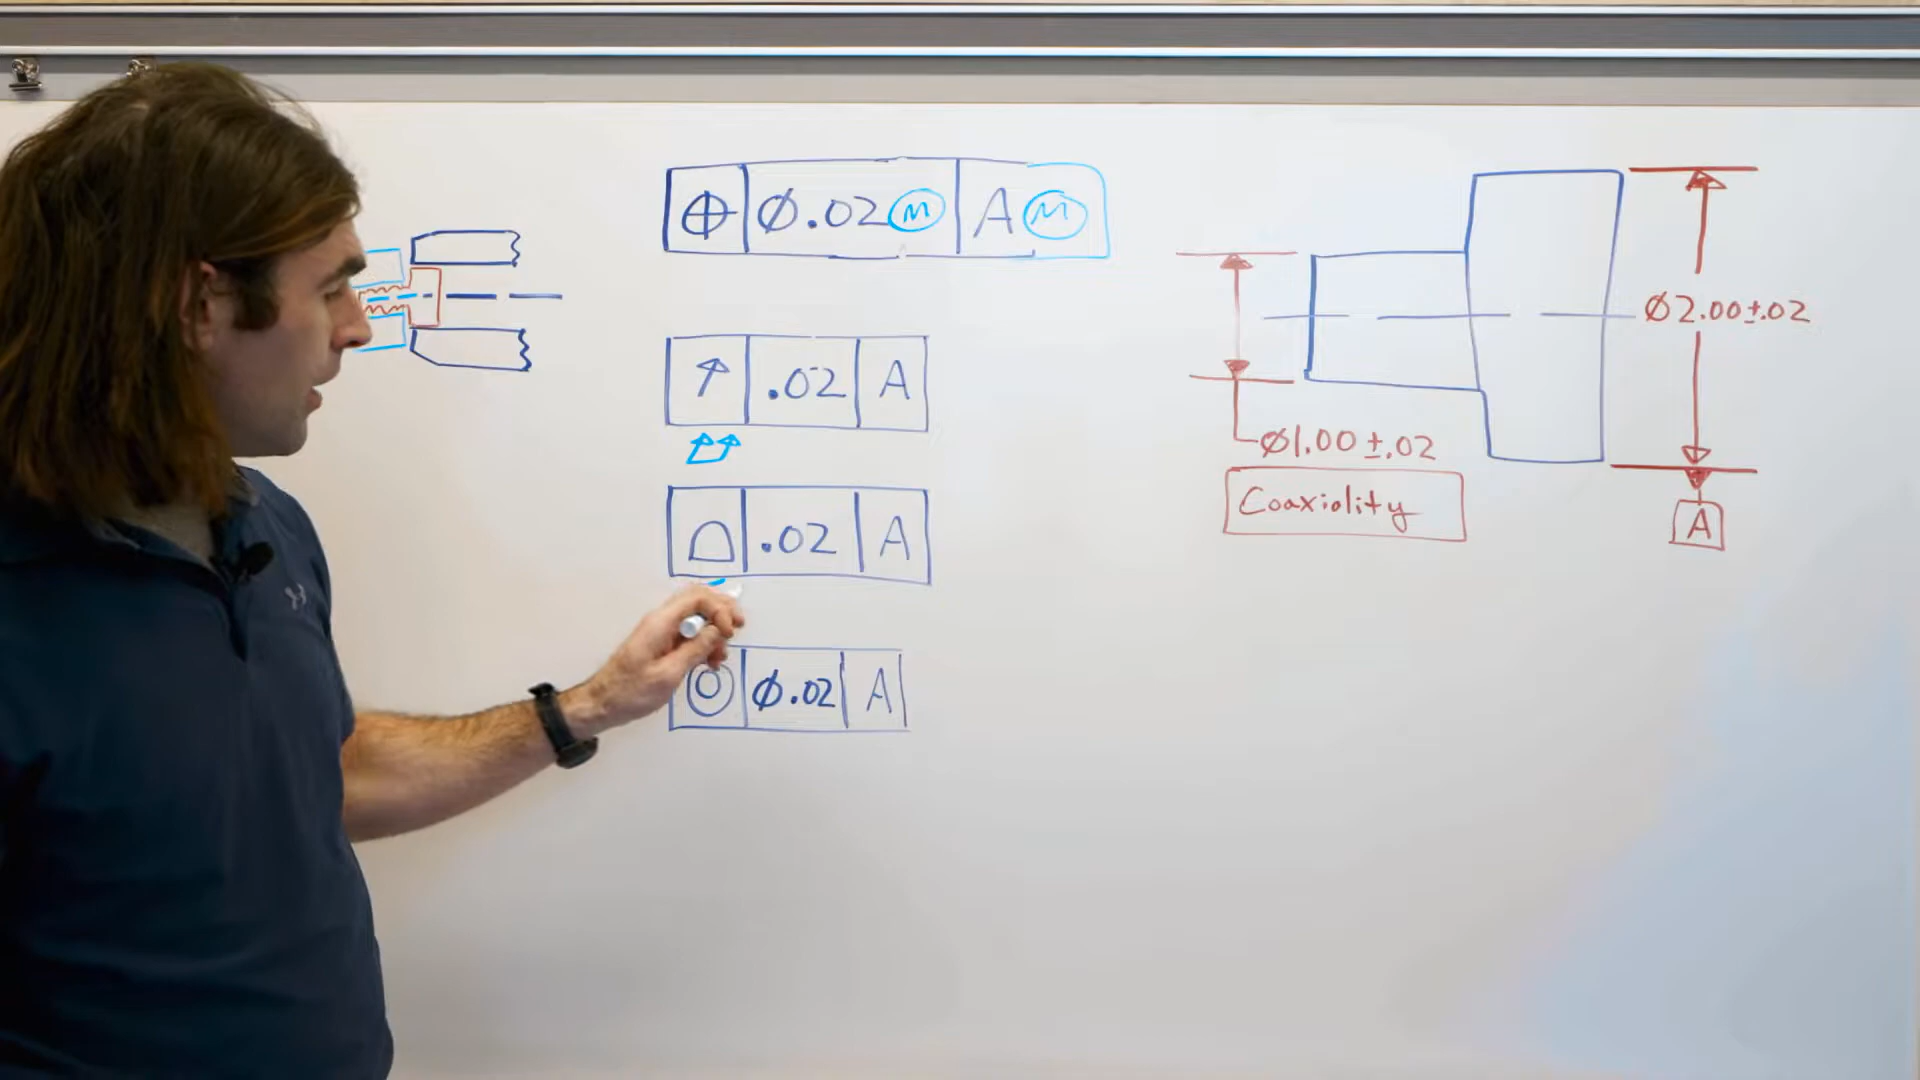 ⌖ Ø.02 Ⓜ A Ⓜ
↗ .02 A
⌓ .02 A
◎ Ø.02 A
Ø2.00±.02
Ø1.00±.02
Coaxiality
A